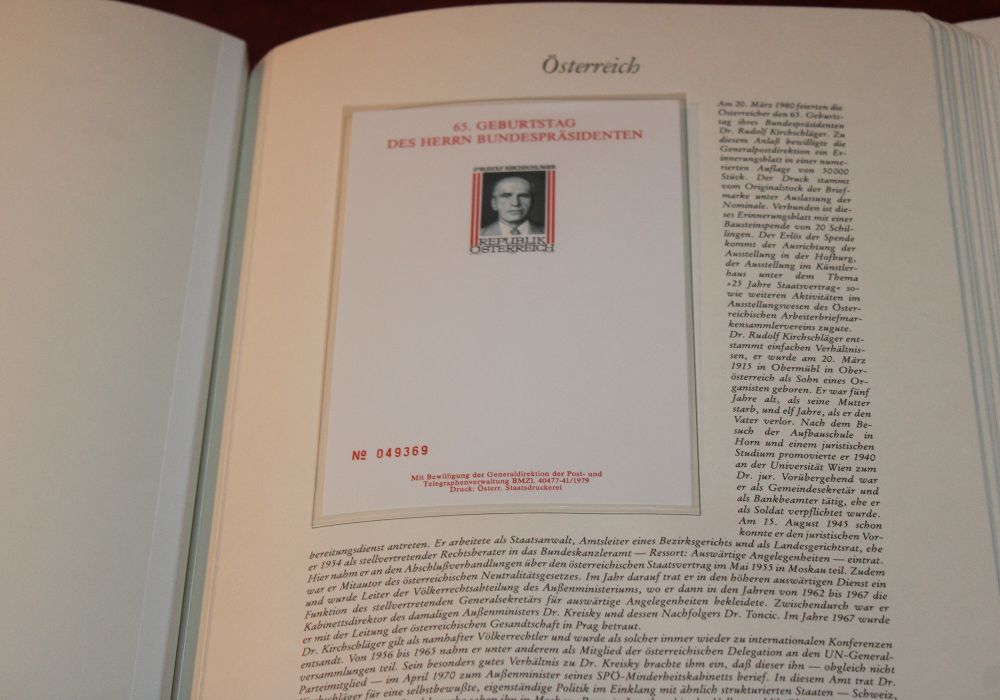 Österreich
65. GEBURTSTAG
DES HERRN BUNDESPRÄSIDENTEN
REPUBLIK
ÖSTERREICH
№ 049369
Mit Bewilligung der Generaldirektion der Post- und
Telegraphenverwaltung BMZl. 40477-41/1979
Druck: Österr. Staatsdruckerei
Am 20. März 1980 feierten die
Österreicher den 65. Geburts-
tag ihres Bundespräsidenten
Dr. Rudolf Kirchschläger. Zu
diesem Anlaß bewilligte die
Generalpostdirektion ein Er-
innerungsblatt in einer nume-
rierten Auflage von 50000
Stück. Der Druck stammt
vom Originalstock der Brief-
marke unter Auslassung der
Nominale. Verbunden ist die-
ses Erinnerungsblatt mit einer
Bausteinspende von 20 Schil-
lingen. Der Erlös der Spende
kommt der Ausrichtung der
Ausstellung in der Hofburg,
der Ausstellung im Künstler-
haus unter dem Thema
»25 Jahre Staatsvertrag« so-
wie weiteren Aktivitäten im
Ausstellungswesen des Öster-
reichischen Arbeiterbriefmar-
kensammlervereins zugute.
Dr. Rudolf Kirchschläger ent-
stammt einfachen Verhältnis-
sen, er wurde am 20. März
1915 in Obermühl in Ober-
österreich als Sohn eines Or-
ganisten geboren. Er war fünf
Jahre alt, als seine Mutter
starb, und elf Jahre, als er den
Vater verlor. Nach dem Be-
such der Aufbauschule in
Horn und einem juristischen
Studium promovierte er 1940
an der Universität Wien zum
Dr. jur. Vorübergehend war
er als Gemeindesekretär und
als Bankbeamter tätig, ehe er
als Soldat verpflichtet wurde.
Am 15. August 1945 schon
konnte er den juristischen Vor-
bereitungsdienst antreten. Er arbeitete als Staatsanwalt, Amtsleiter eines Bezirksgerichts und als Landesgerichtsrat, ehe
er 1954 als stellvertretender Rechtsberater in das Bundeskanzleramt — Ressort: Auswärtige Angelegenheiten — eintrat.
Hier nahm er an den Abschlußverhandlungen über den österreichischen Staatsvertrag im Mai 1955 in Moskau teil. Zudem
war er Mitautor des österreichischen Neutralitätsgesetzes. Im Jahr darauf trat er in den höheren auswärtigen Dienst ein
und wurde Leiter der Völkerrechtsabteilung des Außenministeriums, wo er dann in den Jahren von 1962 bis 1967 die
Funktion des stellvertretenden Generalsekretärs für auswärtige Angelegenheiten bekleidete. Zwischendurch war er
Kabinettsdirektor des damaligen Außenministers Dr. Kreisky und dessen Nachfolgers Dr. Toncic. Im Jahre 1967 wurde
er mit der Leitung der österreichischen Gesandtschaft in Prag betraut.
Dr. Kirchschläger gilt als namhafter Völkerrechtler und wurde als solcher immer wieder zu internationalen Konferenzen
entsandt. Von 1956 bis 1965 nahm er unter anderem als Mitglied der österreichischen Delegation an den UN-General-
versammlungen teil. Sein besonders gutes Verhältnis zu Dr. Kreisky brachte ihm ein, daß dieser ihn — obgleich nicht
Parteimitglied — im April 1970 zum Außenminister seines SPÖ-Minderheitskabinetts berief. In diesem Amt trat Dr.
Kirchschläger für eine selbstbewußte, eigenständige Politik im Einklang mit ähnlich strukturierten Staaten — Schweiz,